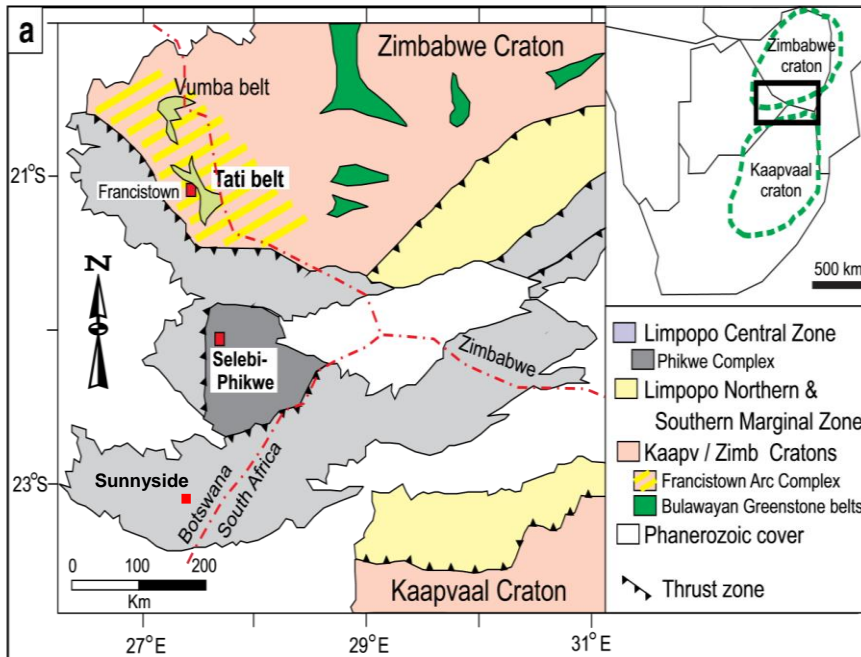 a
Zimbabwe Craton
Vumba belt
21°S
Francistown
Tati belt
N
Selebi-
Phikwe
Zimbabwe
Sunnyside
23°S
Botswana
South Africa
0 100 200
Km
Kaapvaal Craton
27°E
29°E
31°E
Zimbabwe
craton
Kaapvaal
craton
500 km
Limpopo Central Zone
Phikwe Complex
Limpopo Northern &
Southern Marginal Zone
Kaapv / Zimb Cratons
Francistown Arc Complex
Bulawayan Greenstone belts
Phanerozoic cover
Thrust zone